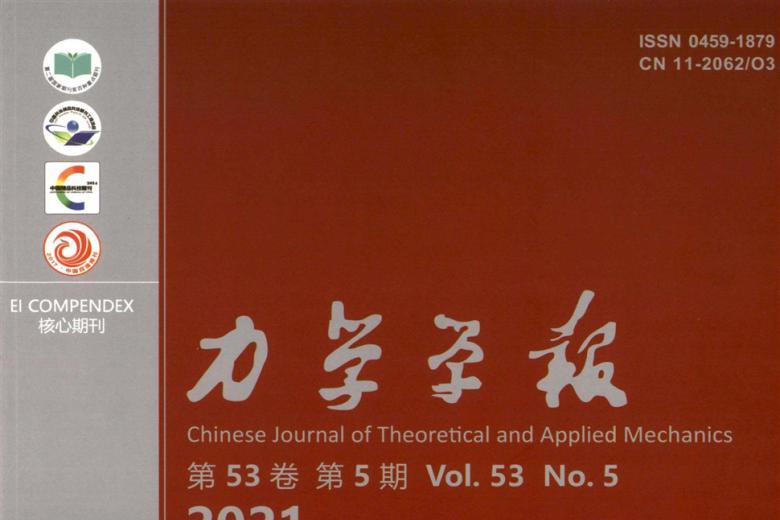 ISSN 0459-1879
CN 11-2062/O3
EI COMPENDEX
核心期刊
力学学报
Chinese Journal of Theoretical and Applied Mechanics
第 53 卷 第 5 期 Vol. 53 No. 5
2021